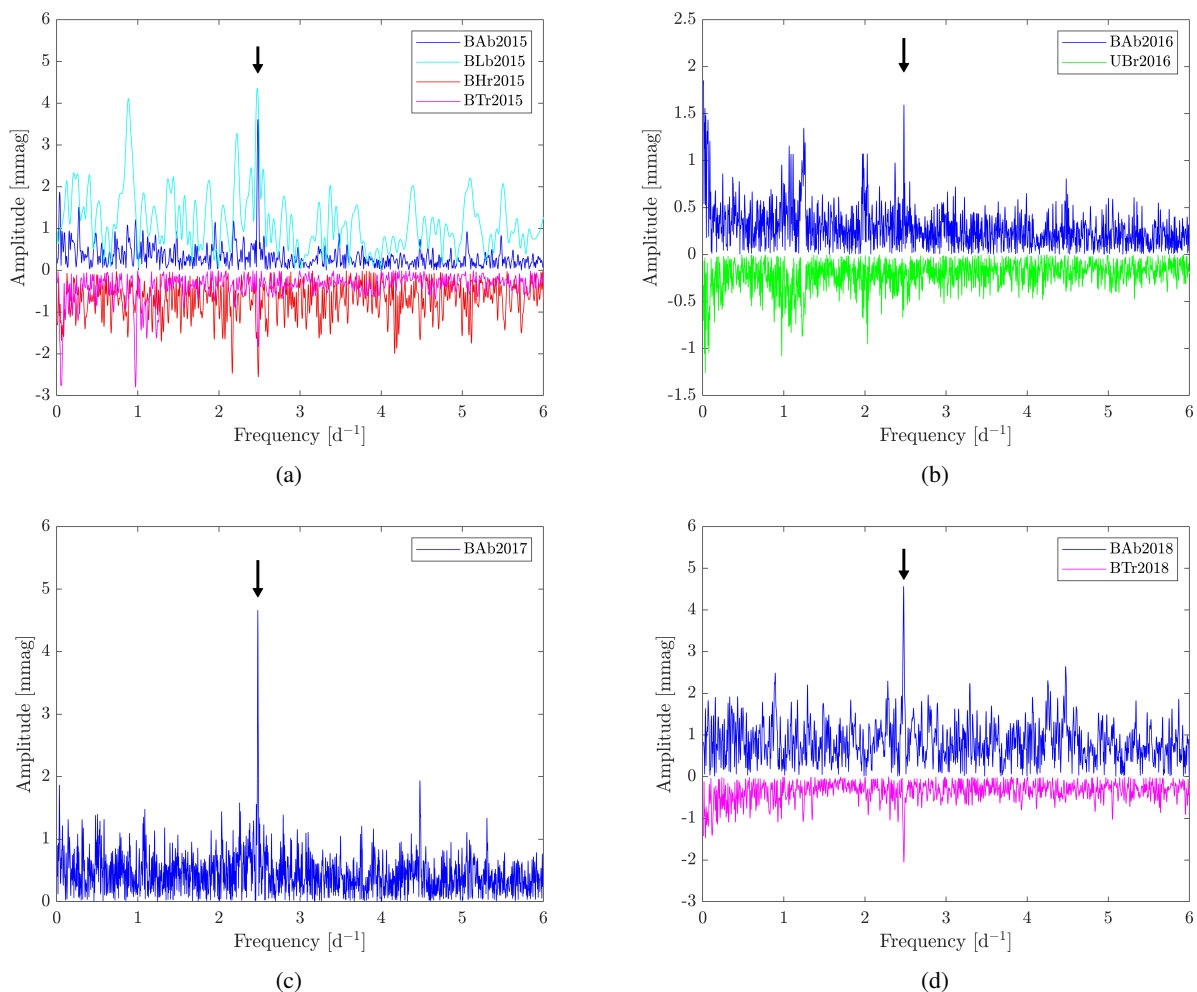 6
5
4
3
2
1
0
-1
-2
-3
Amplitude [mmag]
BAb2015
BLb2015
BHr2015
BTr2015
0 1 2 3 4 5 6
Frequency [d⁻¹]
(a)
2.5
2
1.5
1
0.5
0
-0.5
-1
-1.5
Amplitude [mmag]
BAb2016
UBr2016
0 1 2 3 4 5 6
Frequency [d⁻¹]
(b)
6
5
4
3
2
1
0
Amplitude [mmag]
BAb2017
0 1 2 3 4 5 6
Frequency [d⁻¹]
(c)
6
5
4
3
2
1
0
-1
-2
-3
Amplitude [mmag]
BAb2018
BTr2018
0 1 2 3 4 5 6
Frequency [d⁻¹]
(d)